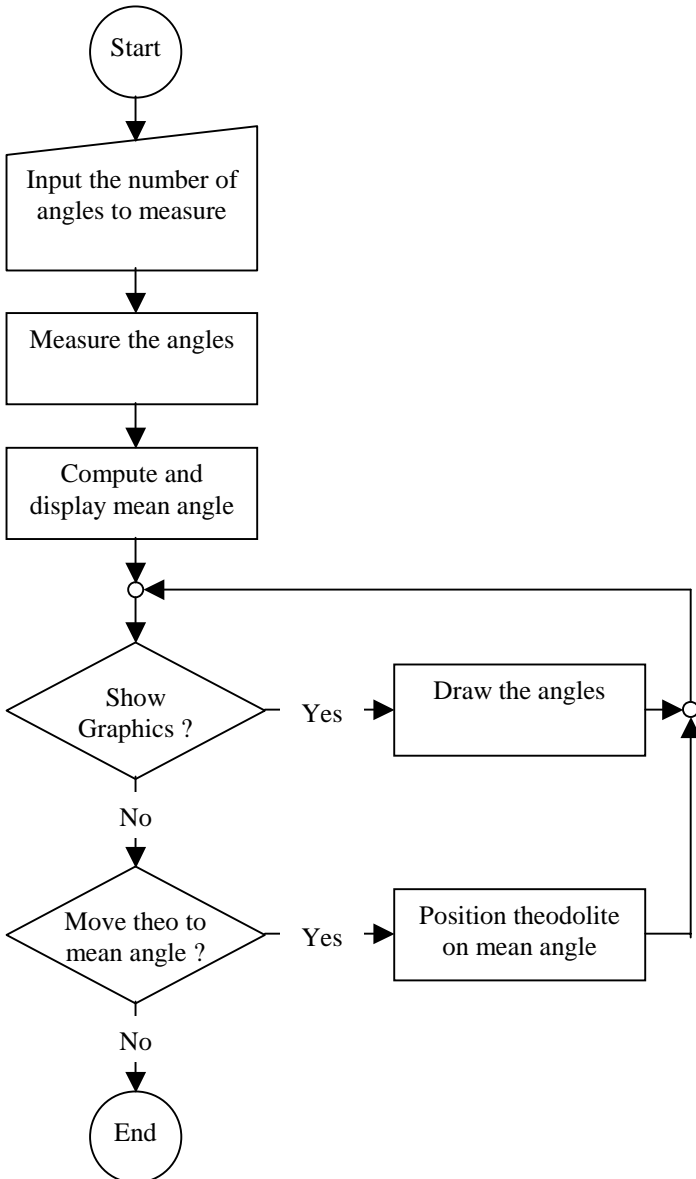 Start
Input the number of
angles to measure
Measure the angles
Compute and
display mean angle
Show
Graphics ?
Yes
Draw the angles
No
Move theo to
mean angle ?
Yes
Position theodolite
on mean angle
No
End